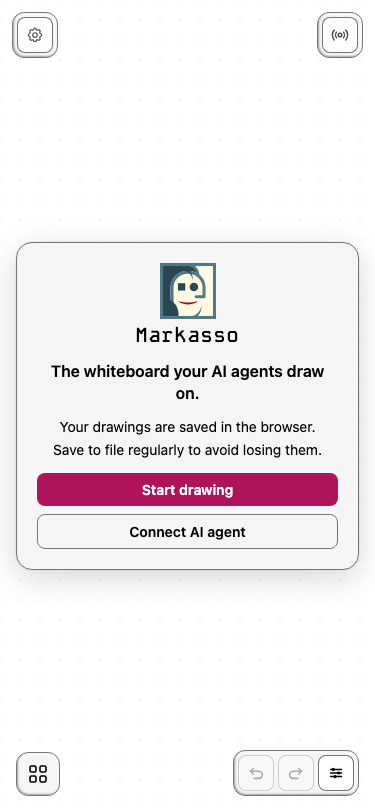 Markasso
The whiteboard your AI agents draw
on.
Your drawings are saved in the browser.
Save to file regularly to avoid losing them.
Start drawing
Connect AI agent